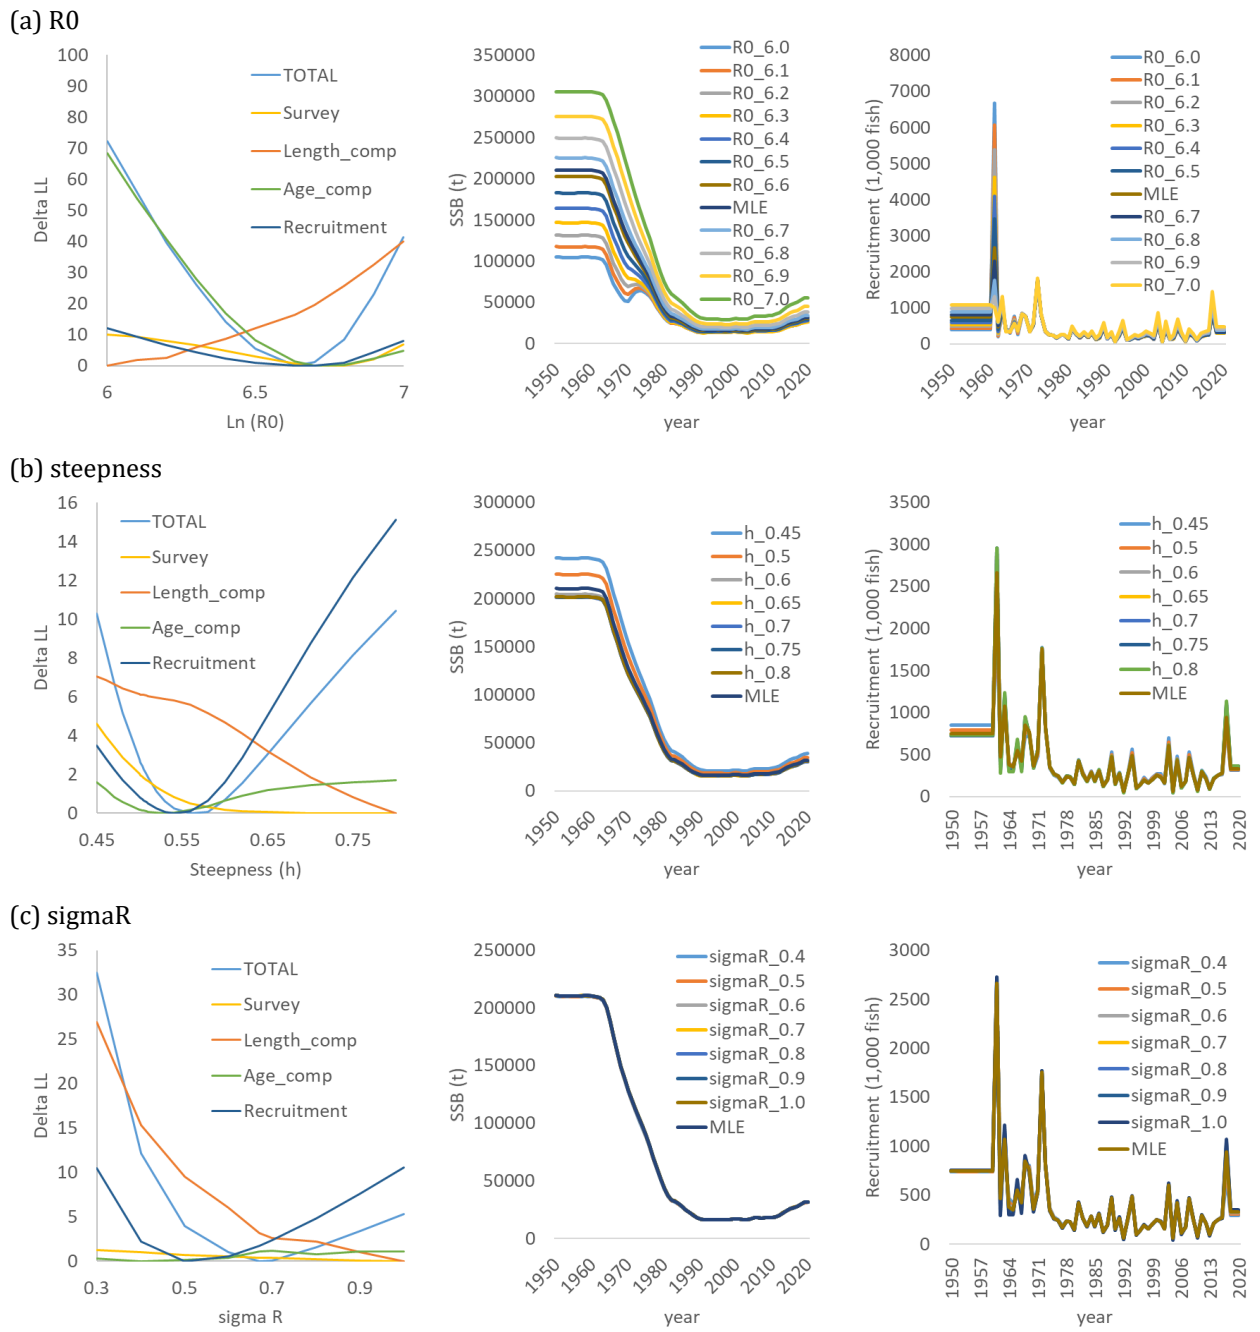 (a) R0
100
90
80
70
60
50
40
30
20
10
0
Delta LL
6
6.5
7
Ln (R0)
TOTAL
Survey
Length_comp
Age_comp
Recruitment
350000
300000
250000
200000
150000
100000
50000
0
SSB (t)
1950
1960
1970
1980
1990
2000
2010
2020
year
R0_6.0
R0_6.1
R0_6.2
R0_6.3
R0_6.4
R0_6.5
R0_6.6
MLE
R0_6.7
R0_6.8
R0_6.9
R0_7.0
8000
7000
6000
5000
4000
3000
2000
1000
0
Recruitment (1,000 fish)
1950
1960
1970
1980
1990
2000
2010
2020
year
R0_6.0
R0_6.1
R0_6.2
R0_6.3
R0_6.4
R0_6.5
MLE
R0_6.7
R0_6.8
R0_6.9
R0_7.0
(b) steepness
16
14
12
10
8
6
4
2
0
Delta LL
0.45
0.55
0.65
0.75
Steepness (h)
TOTAL
Survey
Length_comp
Age_comp
Recruitment
300000
250000
200000
150000
100000
50000
0
SSB (t)
1950
1960
1970
1980
1990
2000
2010
2020
year
h_0.45
h_0.5
h_0.6
h_0.65
h_0.7
h_0.75
h_0.8
MLE
3500
3000
2500
2000
1500
1000
500
0
Recruitment (1,000 fish)
1950
1957
1964
1971
1978
1985
1992
1999
2006
2013
2020
year
h_0.45
h_0.5
h_0.6
h_0.65
h_0.7
h_0.75
h_0.8
MLE
(c) sigmaR
35
30
25
20
15
10
5
0
Delta LL
0.3
0.5
0.7
0.9
sigma R
TOTAL
Survey
Length_comp
Age_comp
Recruitment
250000
200000
150000
100000
50000
0
SSB (t)
1950
1960
1970
1980
1990
2000
2010
2020
year
sigmaR_0.4
sigmaR_0.5
sigmaR_0.6
sigmaR_0.7
sigmaR_0.8
sigmaR_0.9
sigmaR_1.0
MLE
3000
2500
2000
1500
1000
500
0
Recruitment (1,000 fish)
1950
1957
1964
1971
1978
1985
1992
1999
2006
2013
2020
year
sigmaR_0.4
sigmaR_0.5
sigmaR_0.6
sigmaR_0.7
sigmaR_0.8
sigmaR_0.9
sigmaR_1.0
MLE